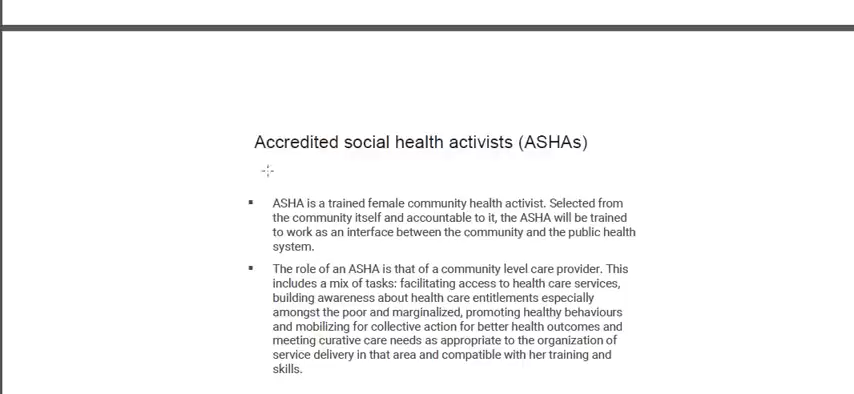 Accredited social health activists (ASHAs)
▪ ASHA is a trained female community health activist. Selected from
the community itself and accountable to it, the ASHA will be trained
to work as an interface between the community and the public health
system.
▪ The role of an ASHA is that of a community level care provider. This
includes a mix of tasks: facilitating access to health care services,
building awareness about health care entitlements especially
amongst the poor and marginalized, promoting healthy behaviours
and mobilizing for collective action for better health outcomes and
meeting curative care needs as appropriate to the organization of
service delivery in that area and compatible with her training and
skills.